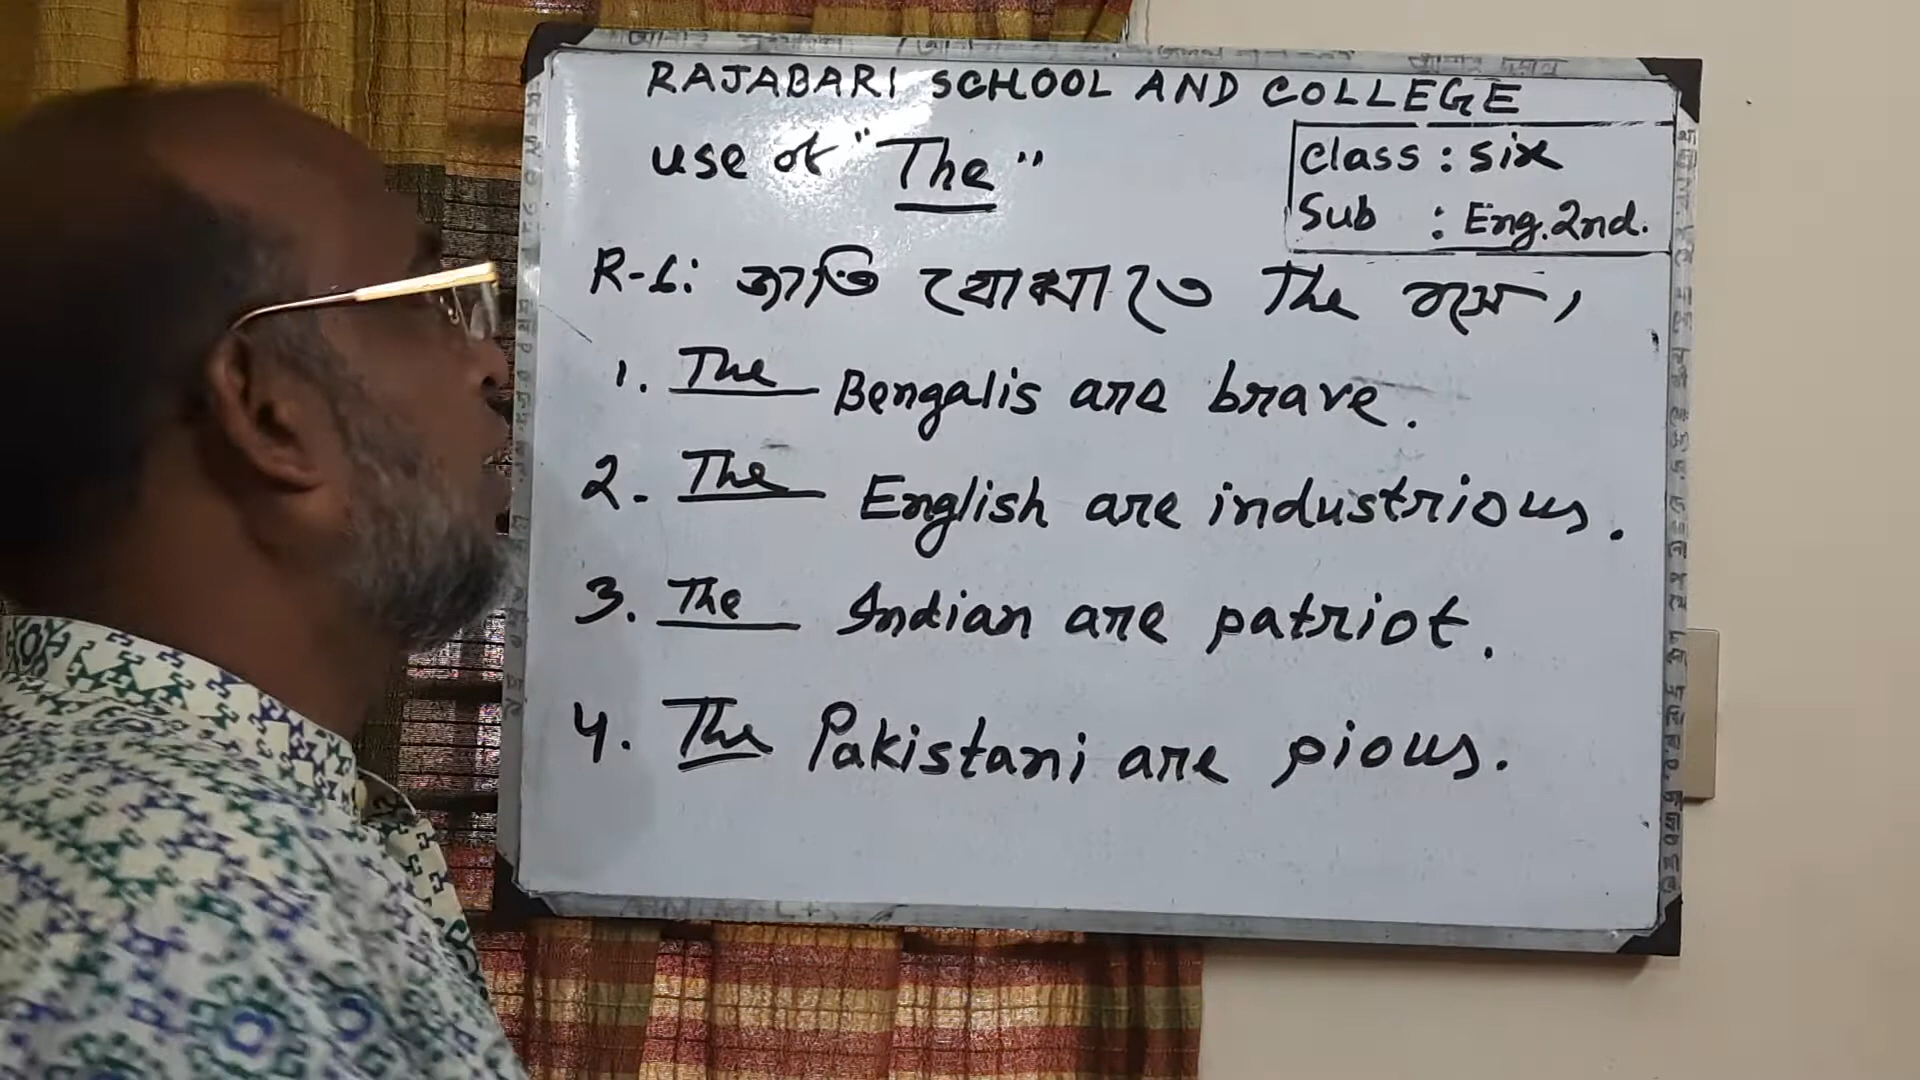 RAJABARI SCHOOL AND COLLEGE
use of "The"
Class : six
Sub : Eng. 2nd.
R-1: জাতি বোঝাতে The বসে,
1. The Bengalis are brave.
2- The English are industrious.
3. The Indian are patriot.
4. The Pakistani are pious.